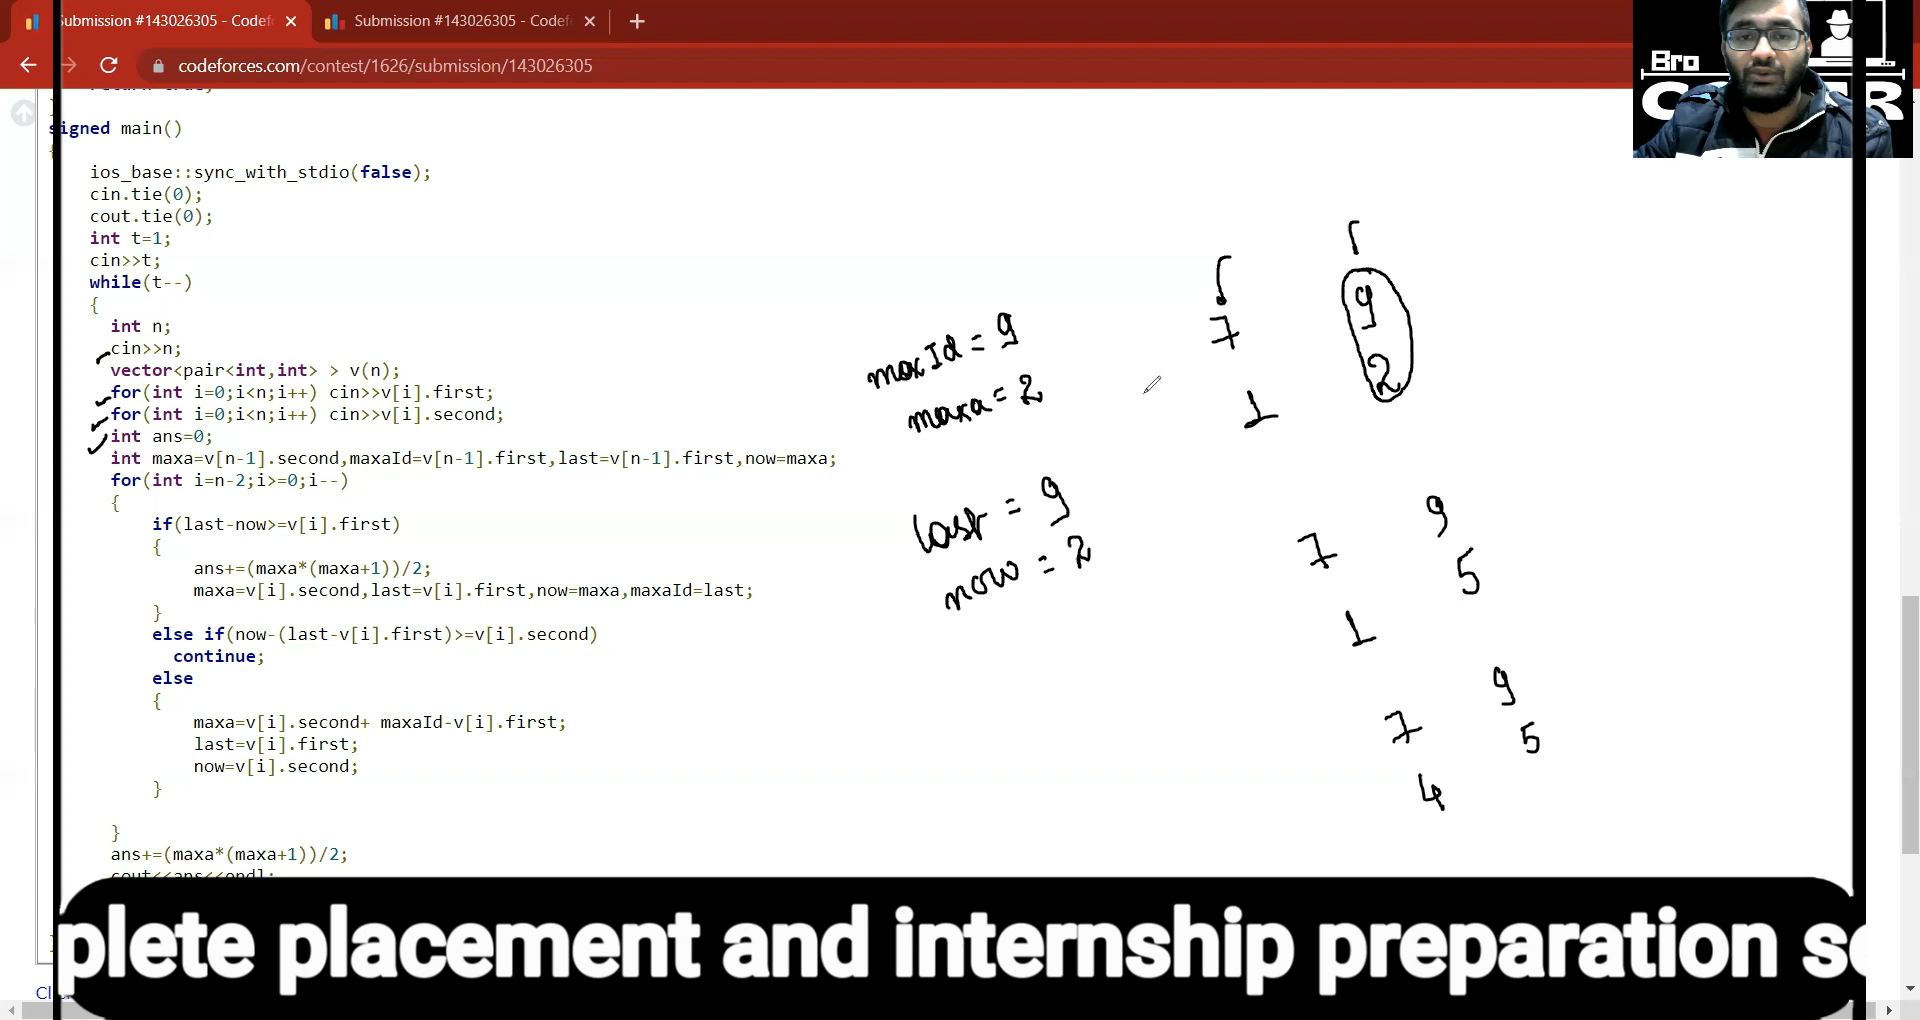 Submission #143026305 - Codef
Submission #143026305 - Codef
codeforces.com/contest/1626/submission/143026305
Bro
signed main()
{
ios_base::sync_with_stdio(false);
cin.tie(0);
cout.tie(0);
int t=1;
cin>>t;
while(t--)
{
int n;
cin>>n;
vector<pair<int,int> > v(n);
for(int i=0;i<n;i++) cin>>v[i].first;
for(int i=0;i<n;i++) cin>>v[i].second;
int ans=0;
int maxa=v[n-1].second,maxaId=v[n-1].first,last=v[n-1].first,now=maxa;
for(int i=n-2;i>=0;i--)
{
if(last-now>=v[i].first)
{
ans+=(maxa*(maxa+1))/2;
maxa=v[i].second,last=v[i].first,now=maxa,maxaId=last;
}
else if(now-(last-v[i].first)>=v[i].second)
continue;
else
{
maxa=v[i].second+ maxaId-v[i].first;
last=v[i].first;
now=v[i].second;
}
}
ans+=(maxa*(maxa+1))/2;
cout<<ans<<endl;
maxId = 9
maxa = 2
last = 9
now = 2
7 9
1 2
7 9
1 5
7 9
4 5
plete placement and internship preparation